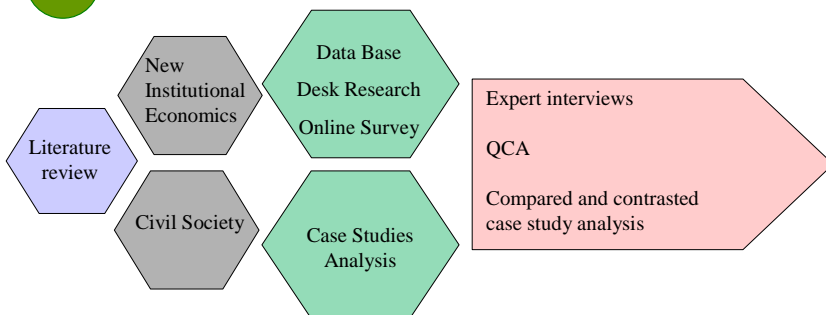 Literature
review
New
Institutional
Economics
Civil Society
Data Base
Desk Research
Online Survey
Case Studies
Analysis
Expert interviews
QCA
Compared and contrasted
case study analysis